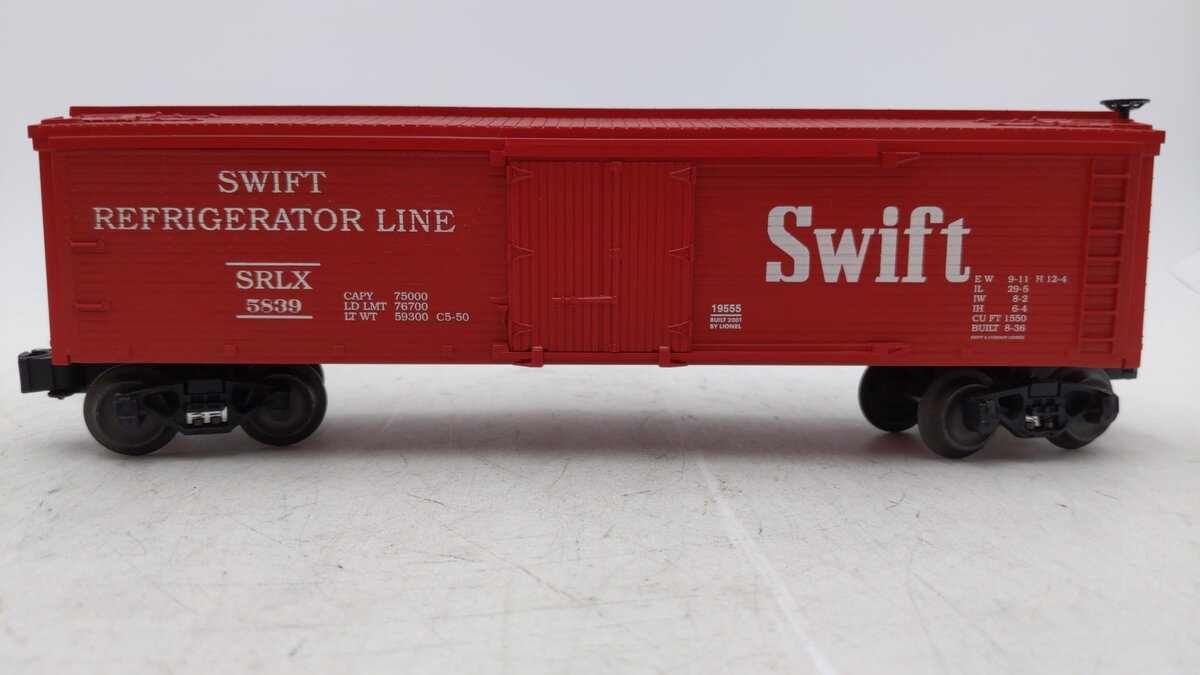 SWIFT
REFRIGERATOR LINE
SRLX
5839
CAPY 75000
LD LMT 76700
LT WT 59300 C5-50
19555
BUILT 2001
BY LIONEL
Swift
E W 9-11 H 12-4
IL 29-5
IW 8-2
IH 6-4
CU FT 1550
BUILT 8-36
SWIFT & COMPANY